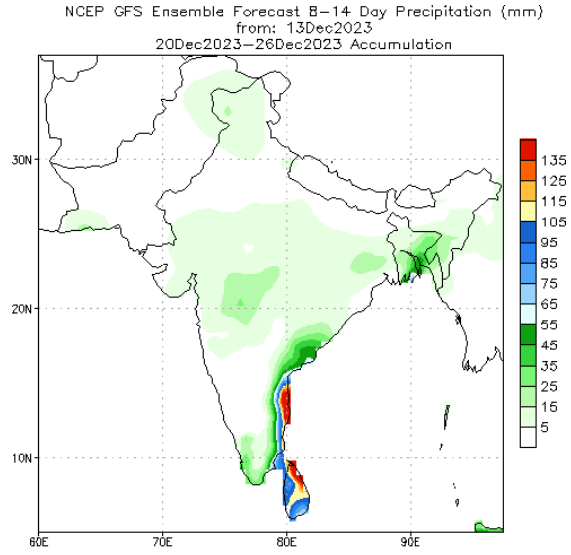 NCEP GFS Ensemble Forecast 8-14 Day Precipitation (mm)
from: 13Dec2023
20Dec2023-26Dec2023 Accumulation
30N
20N
10N
60E
70E
80E
90E
135
125
115
105
95
85
75
65
55
45
35
25
15
5